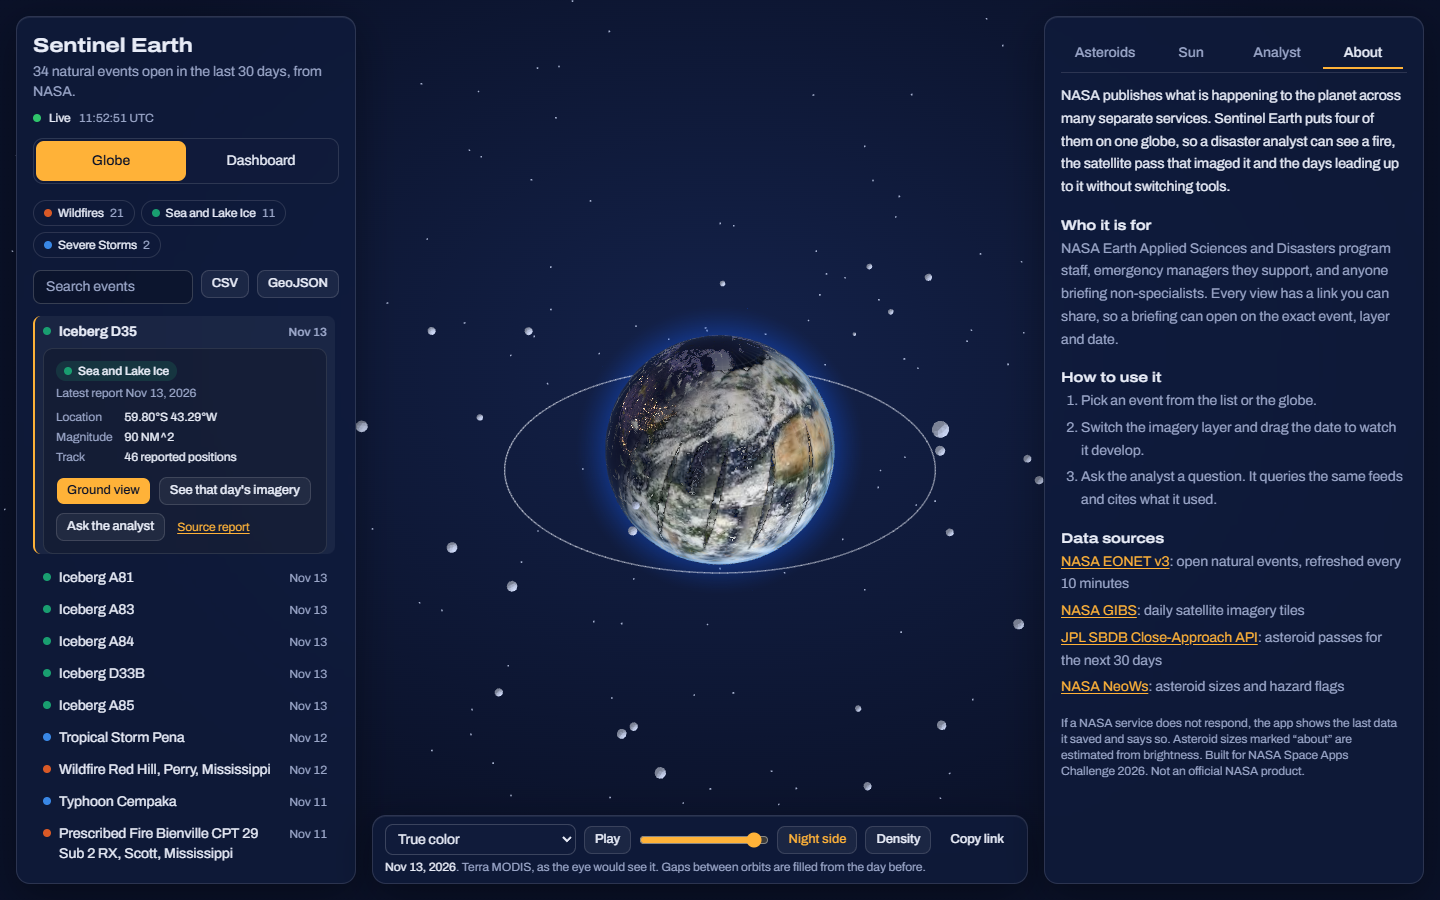 Sentinel Earth
34 natural events open in the last 30 days, from
NASA.
Live 11:52:51 UTC
Globe Dashboard
Wildfires 21 Sea and Lake Ice 11
Severe Storms 2
Search events CSV GeoJSON
Iceberg D35 Nov 13
Sea and Lake Ice
Latest report Nov 13, 2026
Location 59.80°S 43.29°W
Magnitude 90 NM^2
Track 46 reported positions
Ground view See that day's imagery
Ask the analyst Source report
Iceberg A81 Nov 13
Iceberg A83 Nov 13
Iceberg A84 Nov 13
Iceberg D33B Nov 13
Iceberg A85 Nov 13
Tropical Storm Pena Nov 12
Wildfire Red Hill, Perry, Mississippi Nov 12
Typhoon Cempaka Nov 11
Prescribed Fire Bienville CPT 29 Nov 11
Sub 2 RX, Scott, Mississippi
True color Play Night side Density Copy link
Nov 13, 2026. Terra MODIS, as the eye would see it. Gaps between orbits are filled from the day before.
Asteroids Sun Analyst About
NASA publishes what is happening to the planet across
many separate services. Sentinel Earth puts four of
them on one globe, so a disaster analyst can see a fire,
the satellite pass that imaged it and the days leading up
to it without switching tools.
Who it is for
NASA Earth Applied Sciences and Disasters program
staff, emergency managers they support, and anyone
briefing non-specialists. Every view has a link you can
share, so a briefing can open on the exact event, layer
and date.
How to use it
1. Pick an event from the list or the globe.
2. Switch the imagery layer and drag the date to watch
it develop.
3. Ask the analyst a question. It queries the same feeds
and cites what it used.
Data sources
NASA EONET v3: open natural events, refreshed every
10 minutes
NASA GIBS: daily satellite imagery tiles
JPL SBDB Close-Approach API: asteroid passes for
the next 30 days
NASA NeoWs: asteroid sizes and hazard flags
If a NASA service does not respond, the app shows the last data
it saved and says so. Asteroid sizes marked “about” are
estimated from brightness. Built for NASA Space Apps
Challenge 2026. Not an official NASA product.